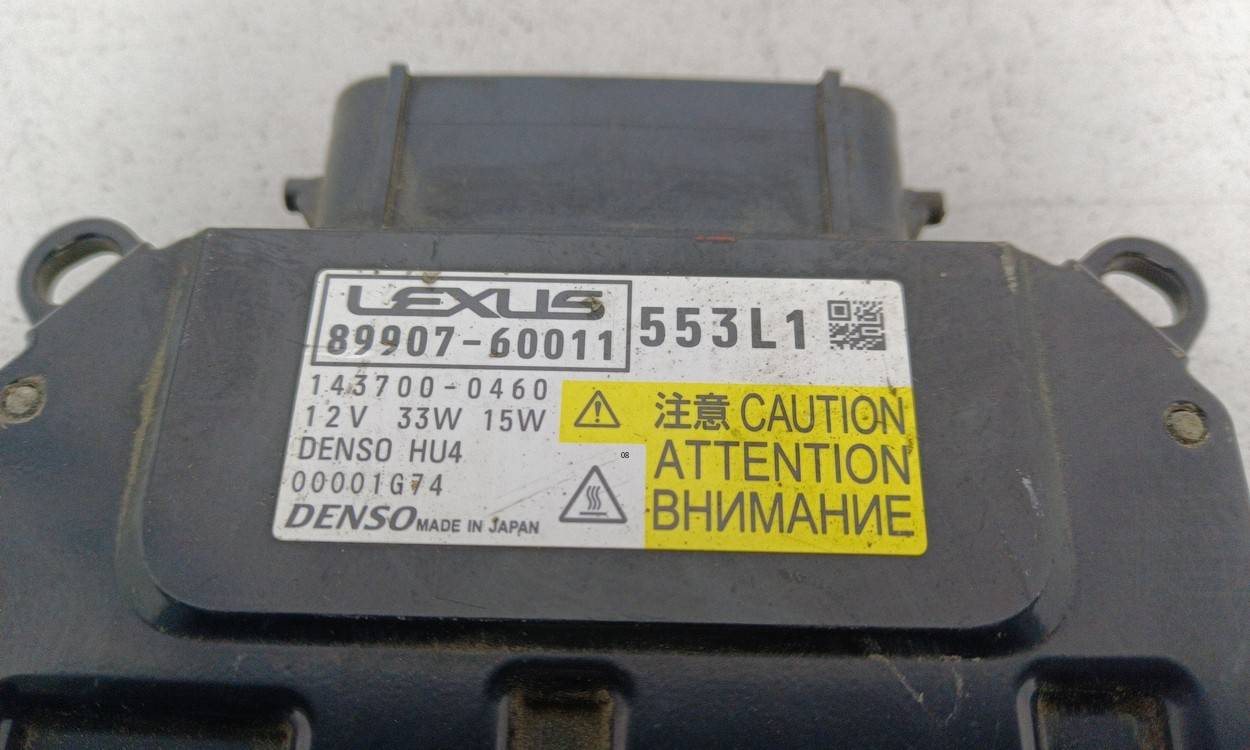 LEXUS
89907-60011
553L1
143700-0460
12V 33W 15W
DENSO HU4
00001G74
DENSO MADE IN JAPAN
08
注意 CAUTION
ATTENTION
ВНИМАНИЕ